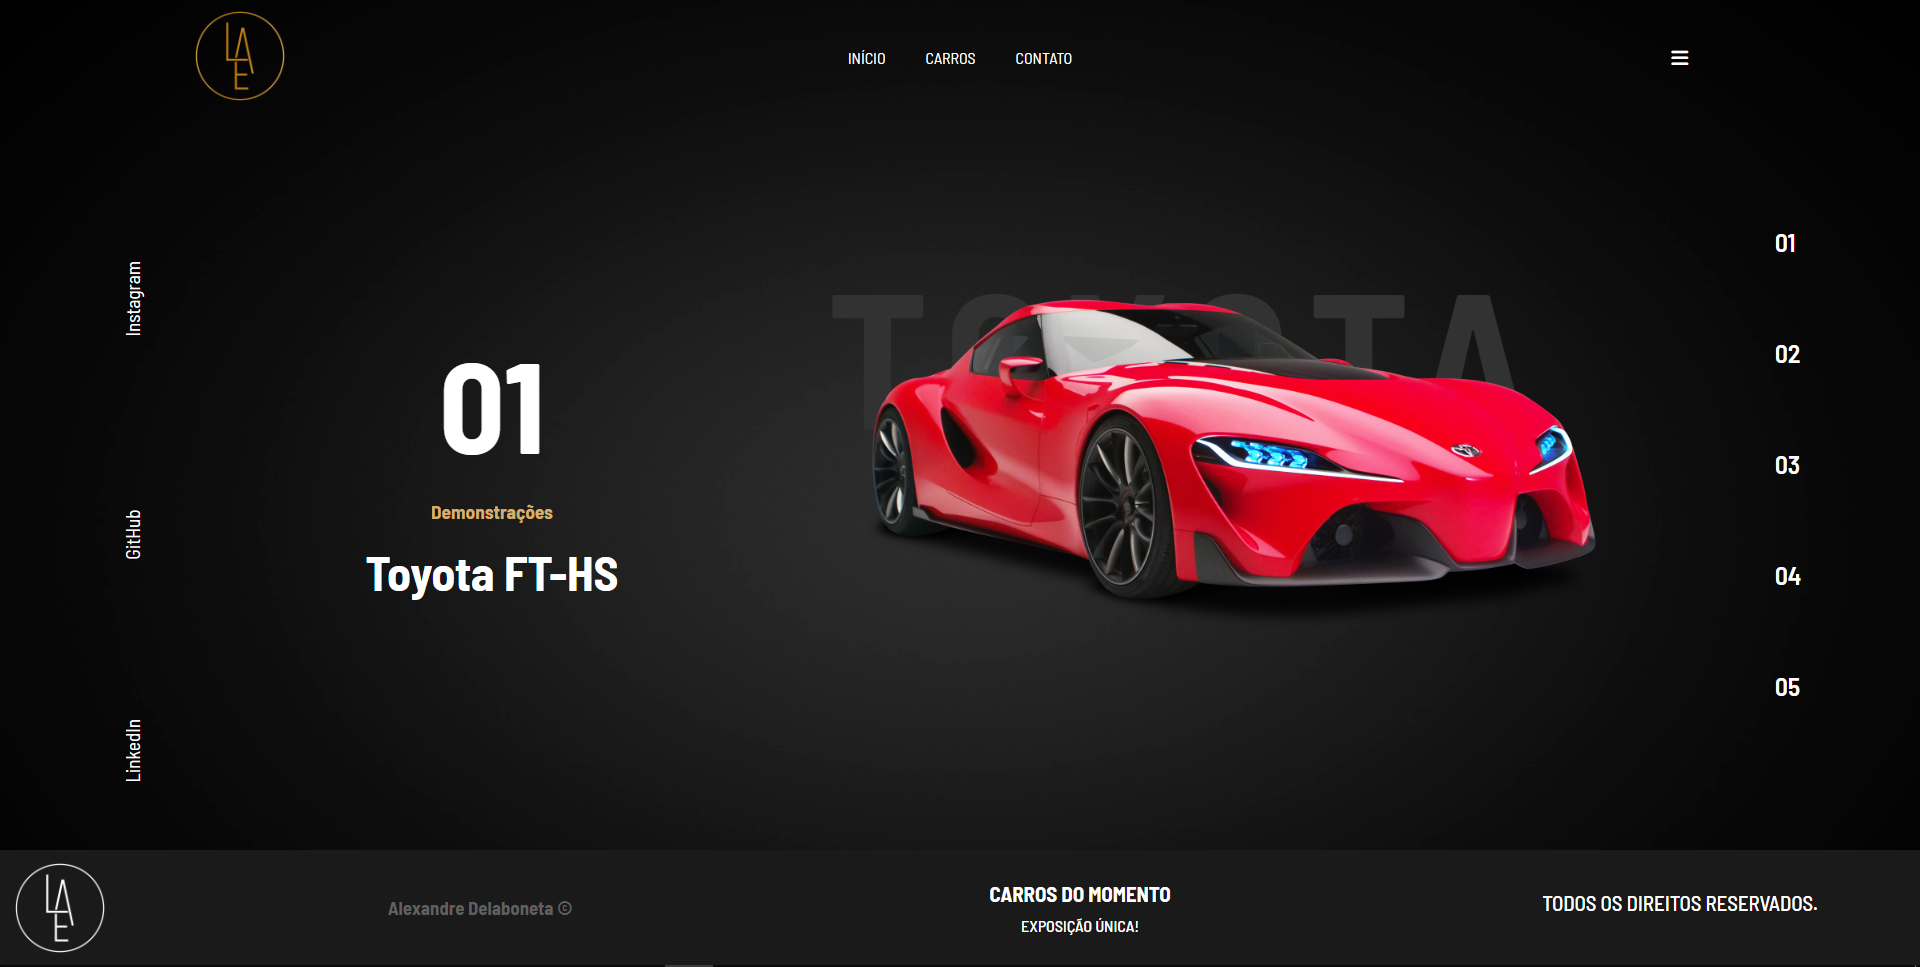 LAE
INÍCIO CARROS CONTATO
Instagram
GitHub
LinkedIn
01
Demonstrações
Toyota FT-HS
TOYOTA
01
02
03
04
05
LAE
Alexandre Delaboneta ©
CARROS DO MOMENTO
EXPOSIÇÃO ÚNICA!
TODOS OS DIREITOS RESERVADOS.